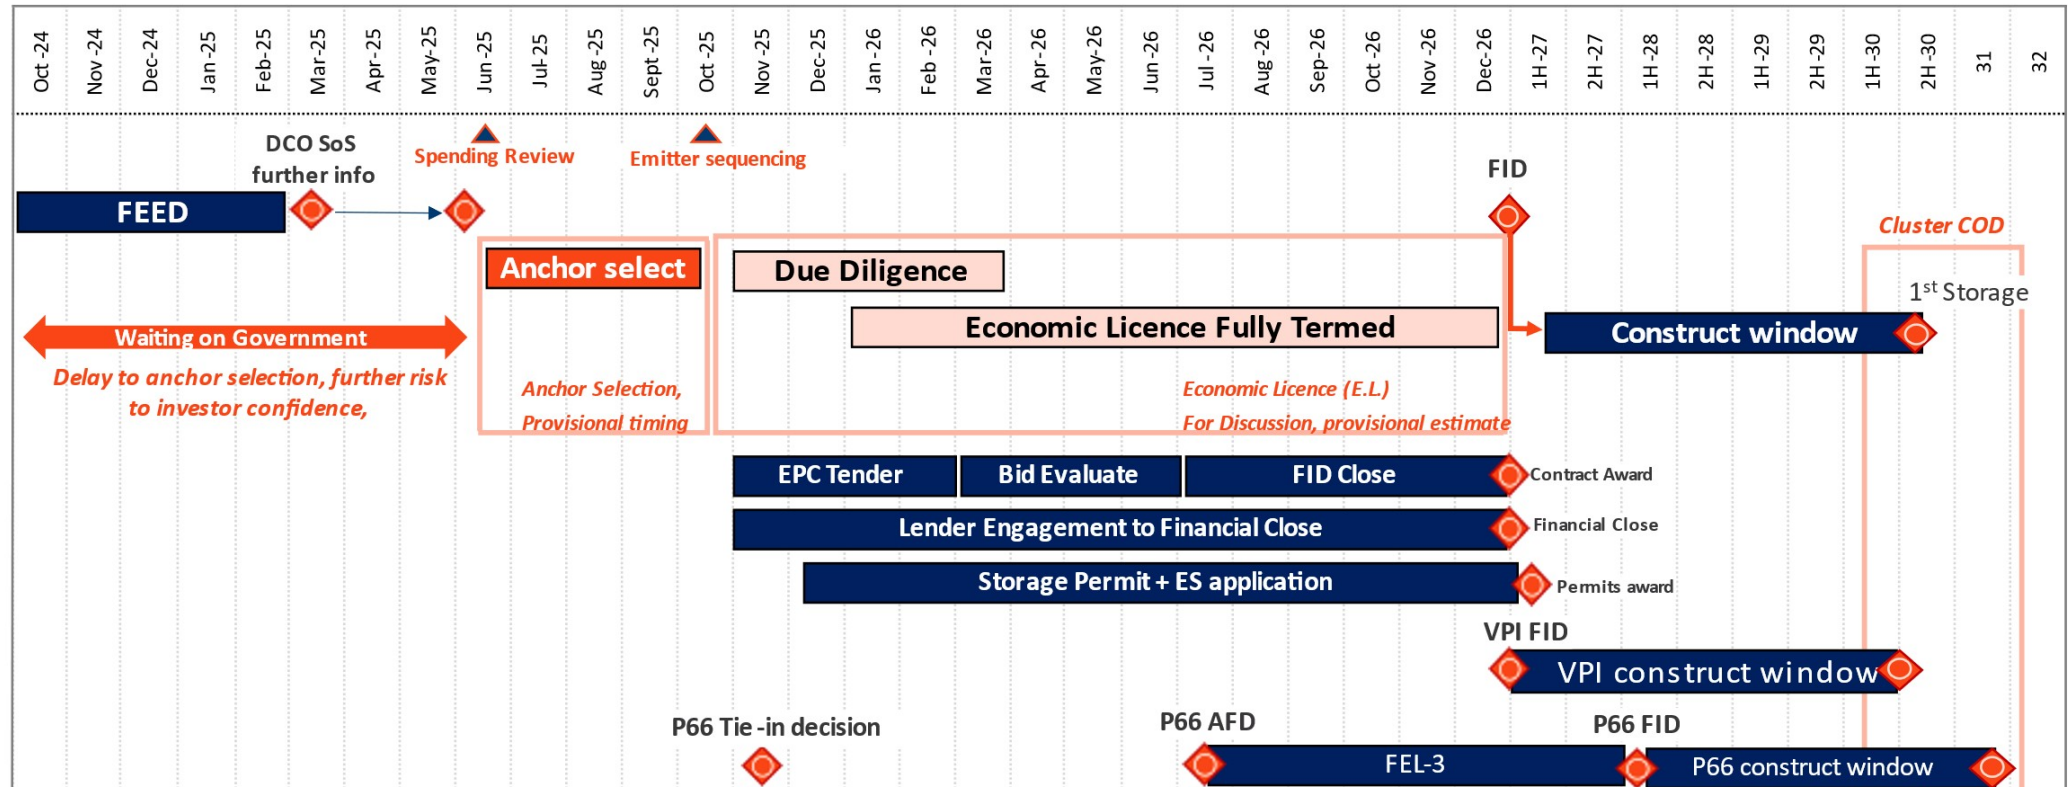 Oct -24
Nov -24
Dec- 24
Jan -25
Feb-25
Mar-25
Apr- 25
May- 25
Jun -25
Jul- 25
Aug -25
Sept -25
Oct -25
Nov -25
Dec- 25
Jan - 26
Feb - 26
Mar-26
Apr- 26
May- 26
Jun -26
Jul - 26
Aug -26
Sep- 26
Oct - 26
Nov - 26
Dec- 26
1H -27
2H -27
1H -28
2H -28
1H -29
2H -29
1H -30
2H -30
31
32
DCO SoS
further info
Spending Review
Emitter sequencing
FID
FEED
Cluster COD
Anchor select
Due Diligence
1st Storage
Economic Licence Fully Termed
Construct window
Waiting on Government
Delay to anchor selection, further risk
to investor confidence,
Anchor Selection,
Provisional timing
Economic Licence (E.L.)
For Discussion, provisional estimate
EPC Tender
Bid Evaluate
FID Close
Contract Award
Lender Engagement to Financial Close
Financial Close
Storage Permit + ES application
Permits award
VPI FID
VPI construct window
P66 Tie -in decision
P66 AFD
P66 FID
FEL-3
P66 construct window